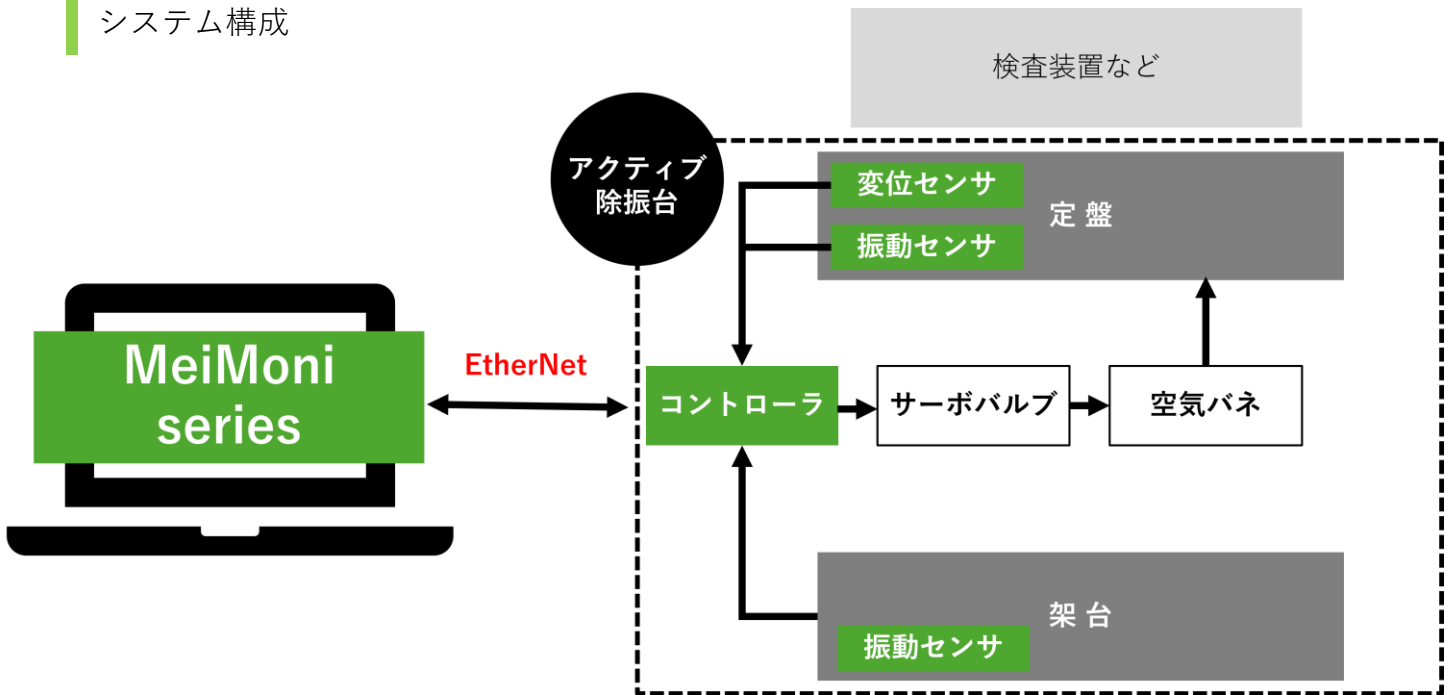 システム構成
検査装置など
アクティブ
除振台
変位センサ
定 盤
振動センサ
MeiMoni
series
EtherNet
コントローラ
サーボバルブ
空気バネ
架 台
振動センサ